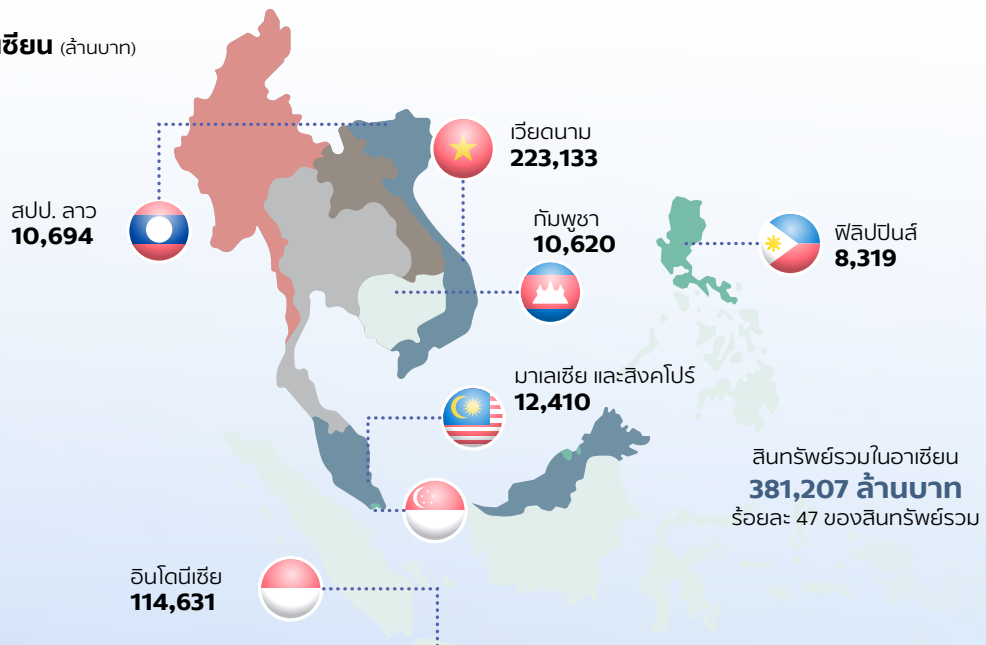 (ล้านบาท)
เวียดนาม
223,133
สปป. ลาว
10,694
กัมพูชา
10,620
ฟิลิปปินส์
8,319
มาเลเซีย และสิงคโปร์
12,410
สินทรัพย์รวมในอาเซียน
381,207 ล้านบาท
ร้อยละ 47 ของสินทรัพย์รวม
อินโดนีเซีย
114,631